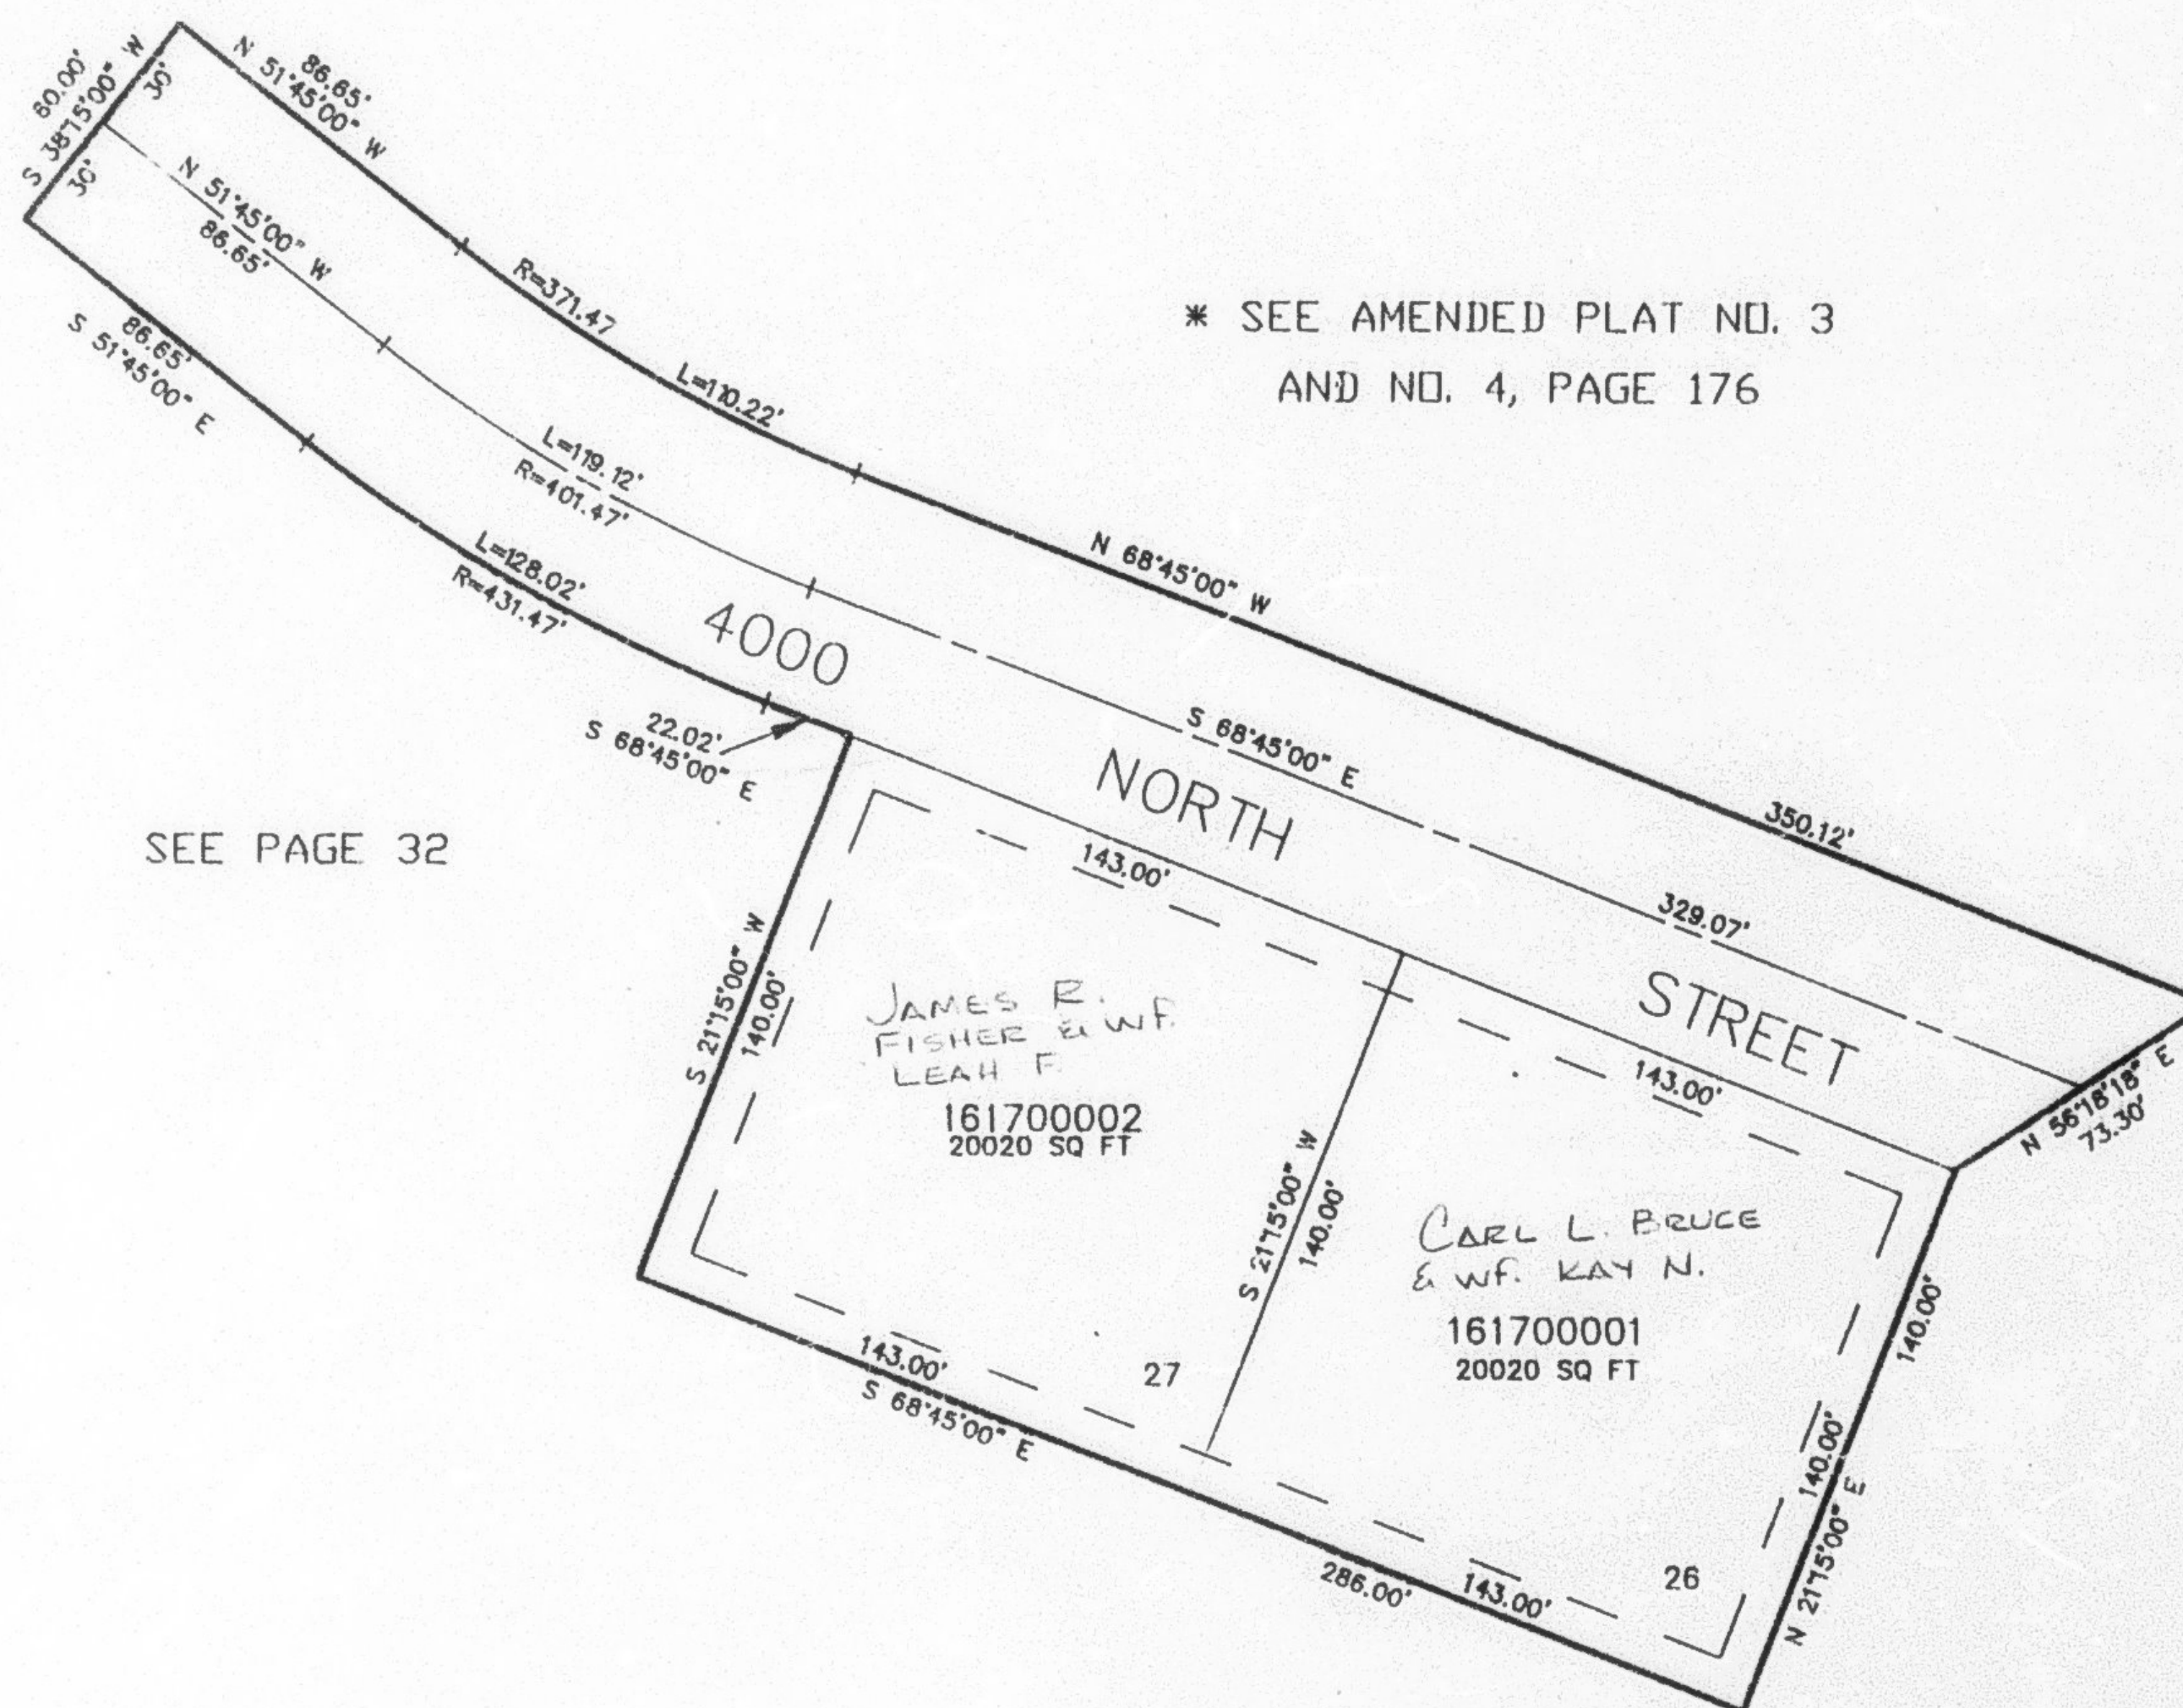 60.00'
S 38°15'00" W
30'
30'
N 51°45'00" W
86.65'
N 51°45'00" W
86.65'
86.65'
S 51°45'00" E
R=371.47
L=110.22'
L=119.12'
R=401.47'
L=128.02'
R=431.47'
* SEE AMENDED PLAT NO. 3
AND NO. 4, PAGE 176
N 68°45'00" W
350.12'
S 68°45'00" E
329.07'
4000
NORTH
STREET
22.02'
S 68°45'00" E
SEE PAGE 32
143.00'
143.00'
N 56°18'18" E
73.30'
S 21°15'00" W
140.00'
JAMES R.
FISHER & WF.
LEAH F.
161700002
20020 SQ FT
S 21°15'00" W
140.00'
CARL L. BRUCE
& WF. KAY N.
161700001
20020 SQ FT
140.00'
140.00'
N 21°15'00" E
27
26
143.00'
S 68°45'00" E
286.00'
143.00'